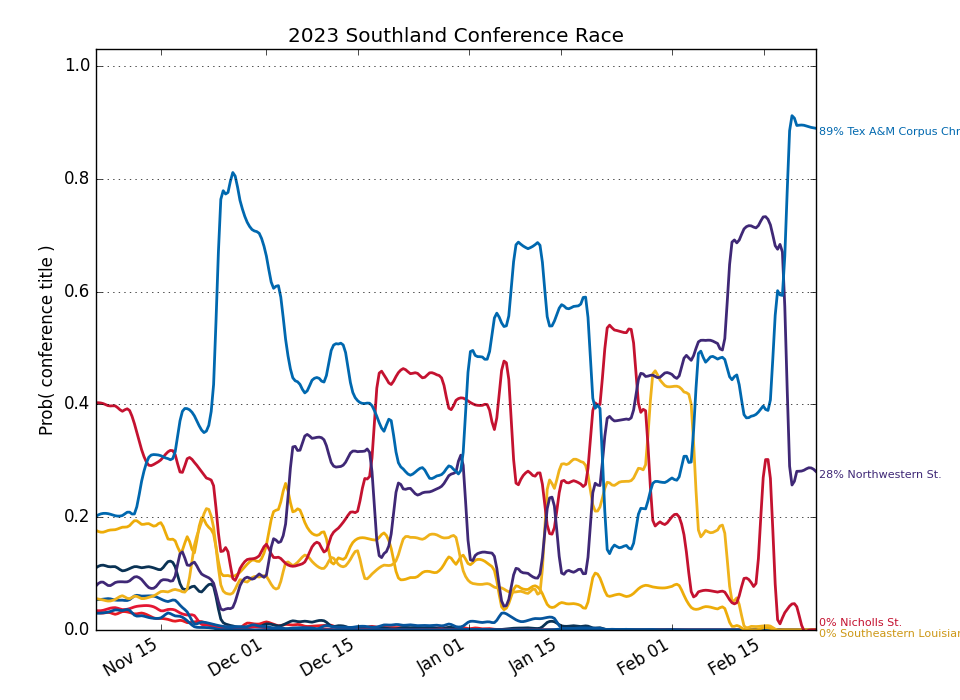 2023 Southland Conference Race
1.0
0.8
0.6
0.4
0.2
0.0
Prob( conference title )
89% Tex A&M Corpus Chr
28% Northwestern St.
0% Nicholls St.
0% Southeastern Louisian
Nov 15
Dec 01
Dec 15
Jan 01
Jan 15
Feb 01
Feb 15